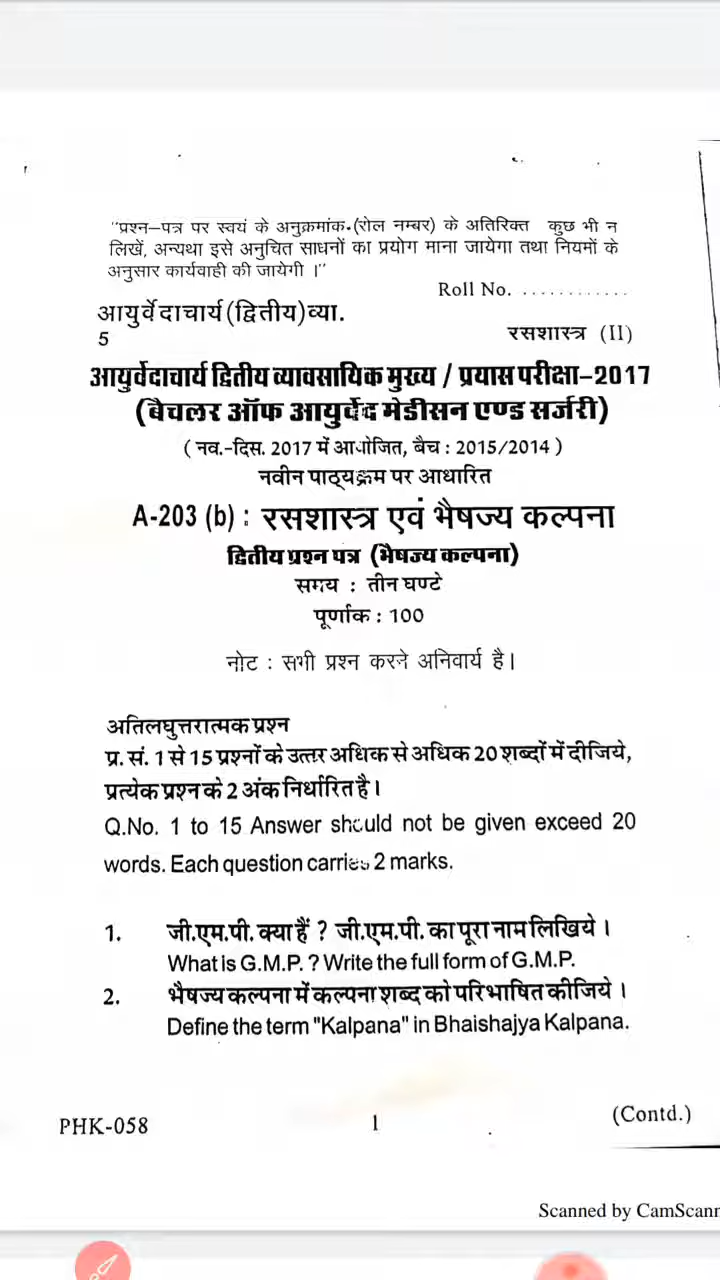 "प्रश्न–पत्र पर स्वयं के अनुक्रमांक-(रोल नम्बर) के अतिरिक्त कुछ भी न
लिखें, अन्यथा इसे अनुचित साधनों का प्रयोग माना जायेगा तथा नियमों के
अनुसार कार्यवाही की जायेगी ।"
Roll No. ............
आयुर्वेदाचार्य (द्वितीय) व्या.
5
रसशास्त्र (II)
आयुर्वेदाचार्य द्वितीय व्यावसायिक मुख्य / प्रयास परीक्षा–2017
(बैचलर ऑफ आयुर्वेद मेडीसन एण्ड सर्जरी)
( नव.-दिस. 2017 में आयोजित, बैच : 2015/2014 )
नवीन पाठ्यक्रम पर आधारित
A-203 (b) : रसशास्त्र एवं भैषज्य कल्पना
द्वितीय प्रश्न पत्र (भैषज्य कल्पना)
समय : तीन घण्टे
पूर्णाक : 100
नोट : सभी प्रश्न करने अनिवार्य है।
अतिलघुत्तरात्मक प्रश्न
प्र. सं. 1 से 15 प्रश्नों के उत्तर अधिक से अधिक 20 शब्दों में दीजिये,
प्रत्येक प्रश्न के 2 अंक निर्धारित है।
Q.No. 1 to 15 Answer should not be given exceed 20
words. Each question carries 2 marks.
1. जी.एम.पी. क्या हैं ? जी.एम.पी. का पूरा नाम लिखिये ।
What is G.M.P. ? Write the full form of G.M.P.
2. भैषज्य कल्पना में कल्पना शब्द को परिभाषित कीजिये ।
Define the term "Kalpana" in Bhaishajya Kalpana.
PHK-058
1
(Contd.)
Scanned by CamScann